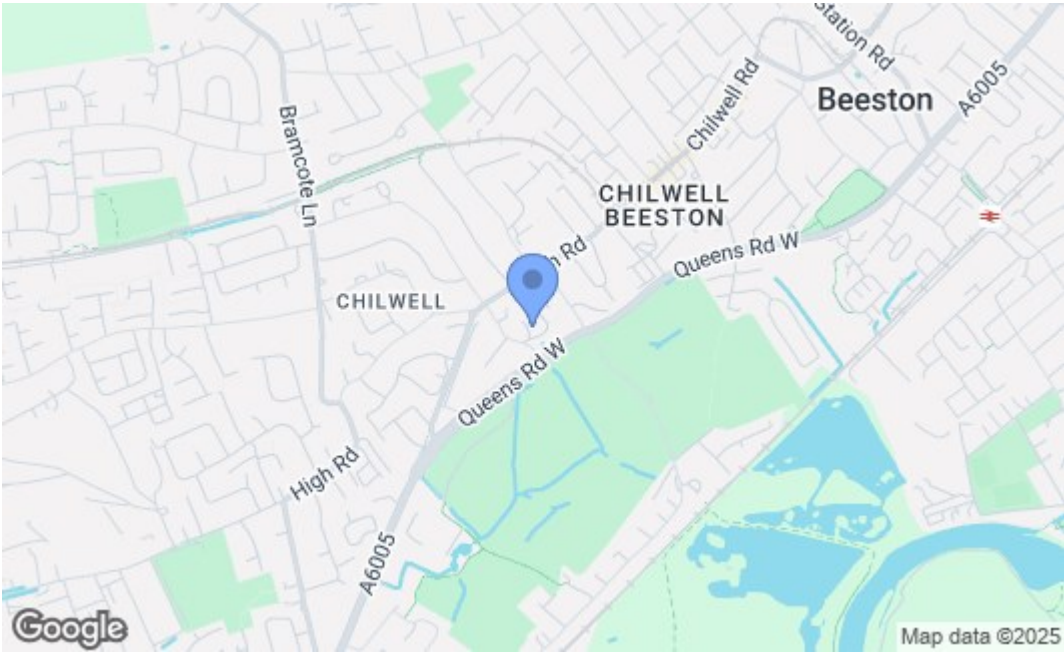 Station Rd
A6005
Beeston
Chilwell Rd
Bramcote Ln
CHILWELL
BEESTON
Rd
Queens Rd W
CHILWELL
Queens Rd W
High Rd
A6005
Google
Map data ©2025